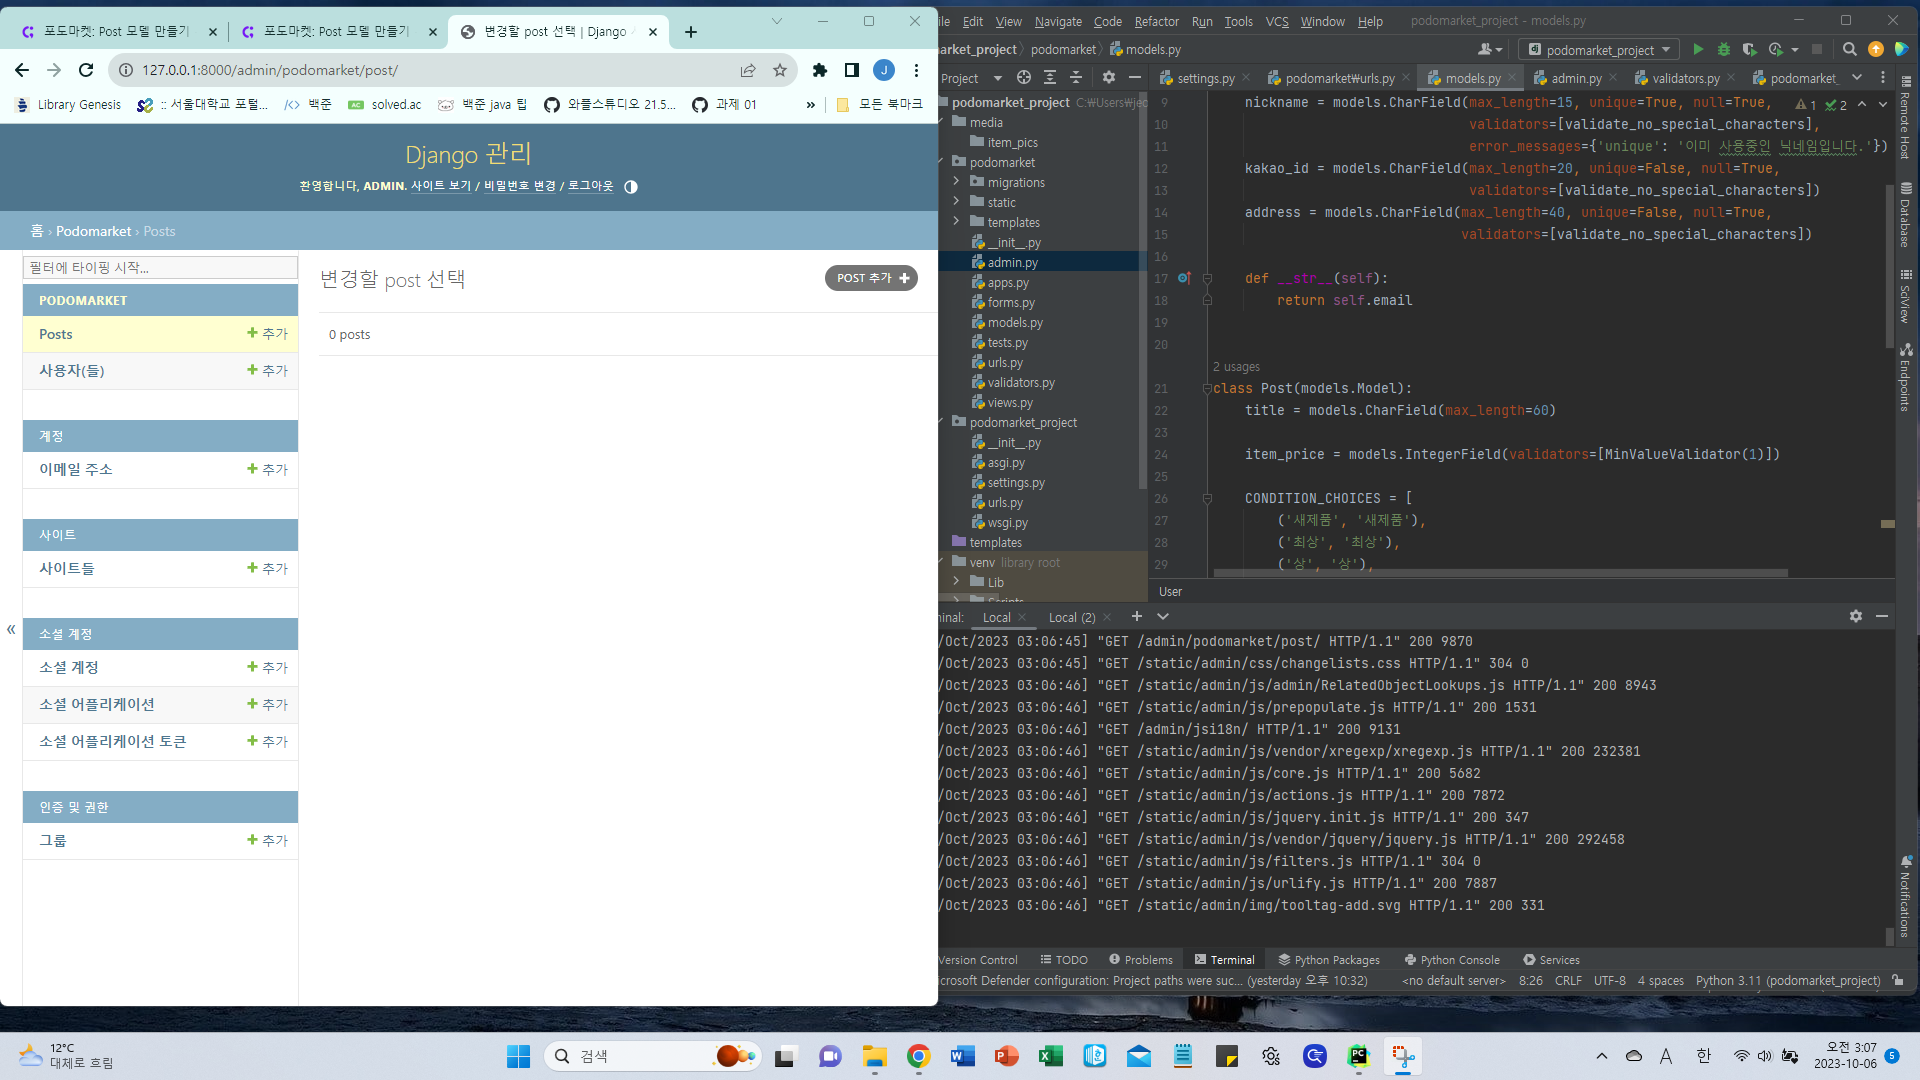 포도마켓: Post 모델 만들기
포도마켓: Post 모델 만들기
변경할 post 선택 | Django
127.0.0.1:8000/admin/podomarket/post/
J
Library Genesis
:: 서울대학교 포털...
백준
solved.ac
백준 java 팁
와플스튜디오 21.5...
과제 01
»
모든 북마크
Django 관리
환영합니다, ADMIN. 사이트 보기 / 비밀번호 변경 / 로그아웃
홈 › Podomarket › Posts
필터에 타이핑 시작...
PODOMARKET
Posts
추가
사용자(들)
추가
계정
이메일 주소
추가
사이트
사이트들
추가
«
소셜 계정
소셜 계정
추가
소셜 어플리케이션
추가
소셜 어플리케이션 토큰
추가
인증 및 권한
그룹
추가
변경할 post 선택
POST 추가
0 posts
ile Edit View Navigate Code Refactor Run Tools VCS Window Help podomarket_project - models.py
arket_project podomarket models.py
podomarket_project
Project
settings.py
podomarket₩urls.py
models.py
admin.py
validators.py
podomarket_
podomarket_project C:₩Users₩jec
media
item_pics
podomarket
migrations
static
templates
__init__.py
admin.py
apps.py
forms.py
models.py
tests.py
urls.py
validators.py
views.py
podomarket_project
__init__.py
asgi.py
settings.py
urls.py
wsgi.py
templates
venv library root
Lib
Scripts
1 2
9 nickname = models.CharField(max_length=15, unique=True, null=True,
10 validators=[validate_no_special_characters],
11 error_messages={'unique': '이미 사용중인 닉네임입니다.'})
12 kakao_id = models.CharField(max_length=20, unique=False, null=True,
13 validators=[validate_no_special_characters])
14 address = models.CharField(max_length=40, unique=False, null=True,
15 validators=[validate_no_special_characters])
16
17 def __str__(self):
18 return self.email
19
20
2 usages
21 class Post(models.Model):
22 title = models.CharField(max_length=60)
23
24 item_price = models.IntegerField(validators=[MinValueValidator(1)])
25
26 CONDITION_CHOICES = [
27 ('새제품', '새제품'),
28 ('최상', '최상'),
29 ('상', '상'),
User
Remote Host
Database
SciView
Endpoints
Notifications
minal: Local Local (2)
/Oct/2023 03:06:45] "GET /admin/podomarket/post/ HTTP/1.1" 200 9870
/Oct/2023 03:06:45] "GET /static/admin/css/changelists.css HTTP/1.1" 304 0
/Oct/2023 03:06:46] "GET /static/admin/js/admin/RelatedObjectLookups.js HTTP/1.1" 200 8943
/Oct/2023 03:06:46] "GET /static/admin/js/prepopulate.js HTTP/1.1" 200 1531
/Oct/2023 03:06:46] "GET /admin/jsi18n/ HTTP/1.1" 200 9131
/Oct/2023 03:06:46] "GET /static/admin/js/vendor/xregexp/xregexp.js HTTP/1.1" 200 232381
/Oct/2023 03:06:46] "GET /static/admin/js/core.js HTTP/1.1" 200 5682
/Oct/2023 03:06:46] "GET /static/admin/js/actions.js HTTP/1.1" 200 7872
/Oct/2023 03:06:46] "GET /static/admin/js/jquery.init.js HTTP/1.1" 200 347
/Oct/2023 03:06:46] "GET /static/admin/js/vendor/jquery/jquery.js HTTP/1.1" 200 292458
/Oct/2023 03:06:46] "GET /static/admin/js/filters.js HTTP/1.1" 304 0
/Oct/2023 03:06:46] "GET /static/admin/js/urlify.js HTTP/1.1" 200 7887
/Oct/2023 03:06:46] "GET /static/admin/img/tooltag-add.svg HTTP/1.1" 200 331
Version Control TODO Problems Terminal Python Packages Python Console Services
icrosoft Defender configuration: Project paths were suc... (yesterday 오후 10:32) <no default server> 8:26 CRLF UTF-8 4 spaces Python 3.11 (podomarket_project)
12°C
대체로 흐림
검색
A 한
오전 3:07
2023-10-06
5